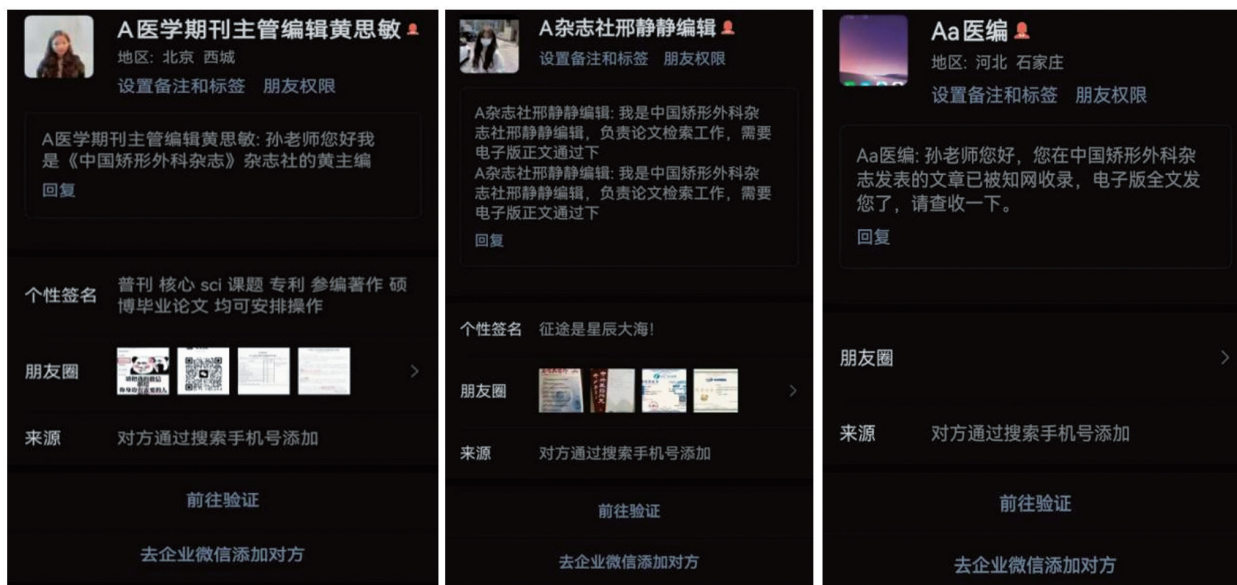 A医学期刊主管编辑黄思敏
地区: 北京 西城
设置备注和标签 朋友权限
A医学期刊主管编辑黄思敏: 孙老师您好我
是《中国矫形外科杂志》杂志社的黄主编
回复
个性签名 普刊 核心 sci 课题 专利 参编著作 硕
博毕业论文 均可安排操作
朋友圈
来源 对方通过搜索手机号添加
前往验证
去企业微信添加对方
A杂志社邢静静编辑
设置备注和标签 朋友权限
A杂志社邢静静编辑: 我是中国矫形外科杂
志社邢静静编辑，负责论文检索工作，需要
电子版正文通过下
A杂志社邢静静编辑: 我是中国矫形外科杂
志社邢静静编辑，负责论文检索工作，需要
电子版正文通过下
回复
个性签名 征途是星辰大海！
朋友圈
来源 对方通过搜索手机号添加
前往验证
去企业微信添加对方
Aa医编
地区: 河北 石家庄
设置备注和标签 朋友权限
Aa医编: 孙老师您好，您在中国矫形外科杂
志发表的文章已被知网收录，电子版全文发
您了，请查收一下。
回复
朋友圈
来源 对方通过搜索手机号添加
前往验证
去企业微信添加对方